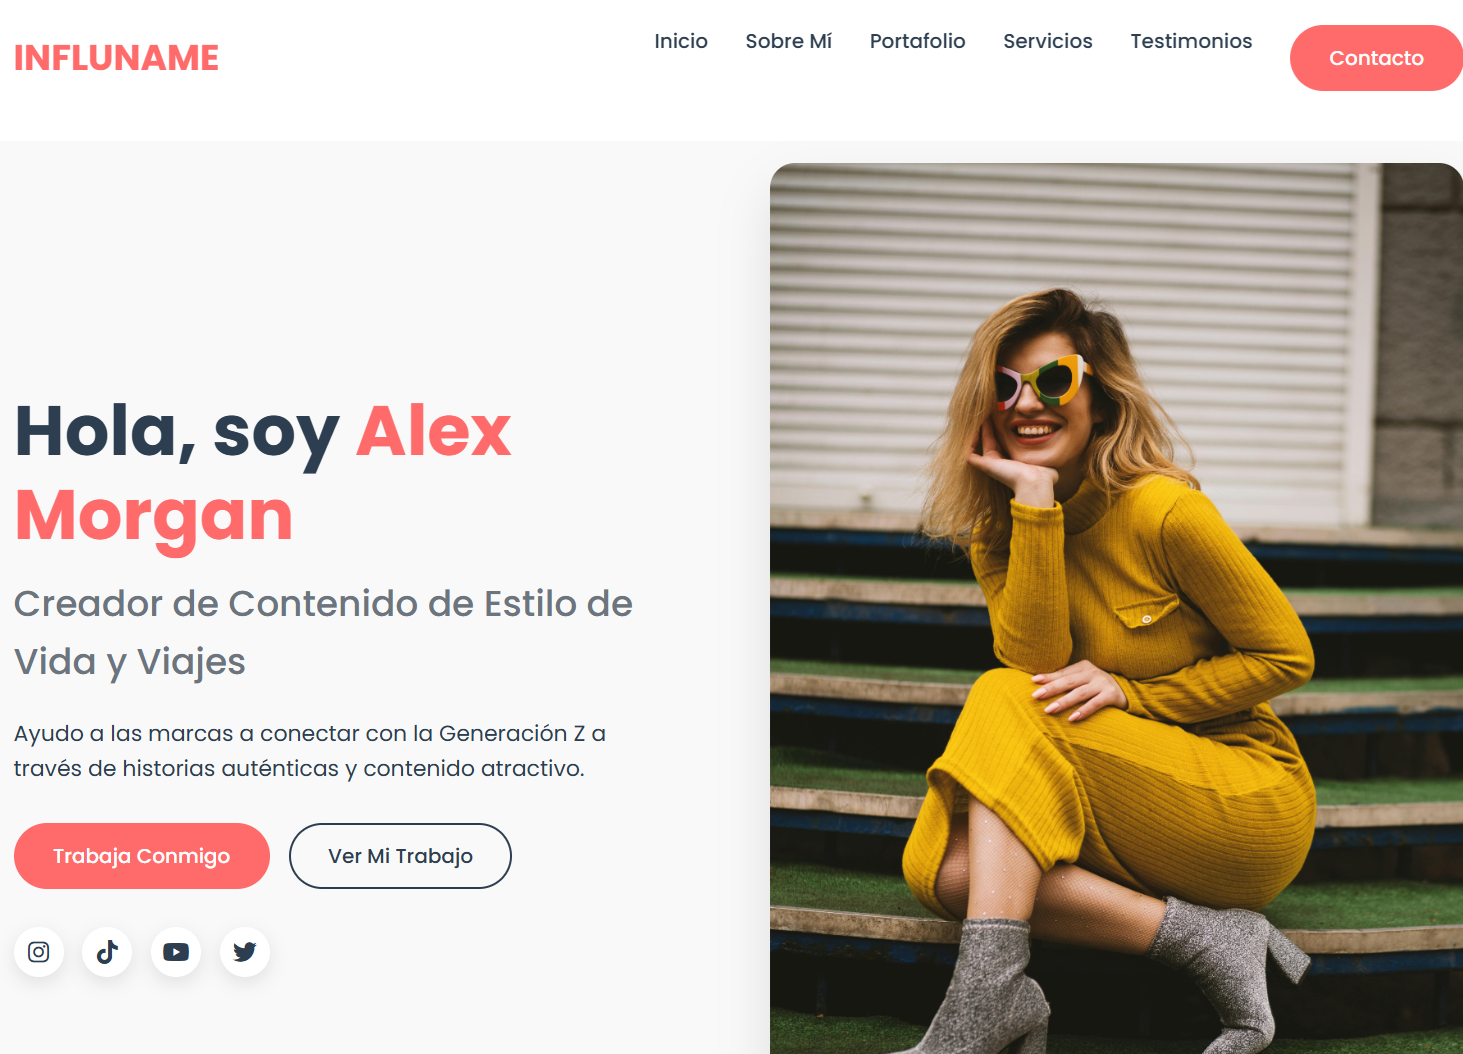 INFLUNAME
Inicio
Sobre Mí
Portafolio
Servicios
Testimonios
Contacto
Hola, soy Alex
Morgan
Creador de Contenido de Estilo de
Vida y Viajes
Ayudo a las marcas a conectar con la Generación Z a
través de historias auténticas y contenido atractivo.
Trabaja Conmigo
Ver Mi Trabajo